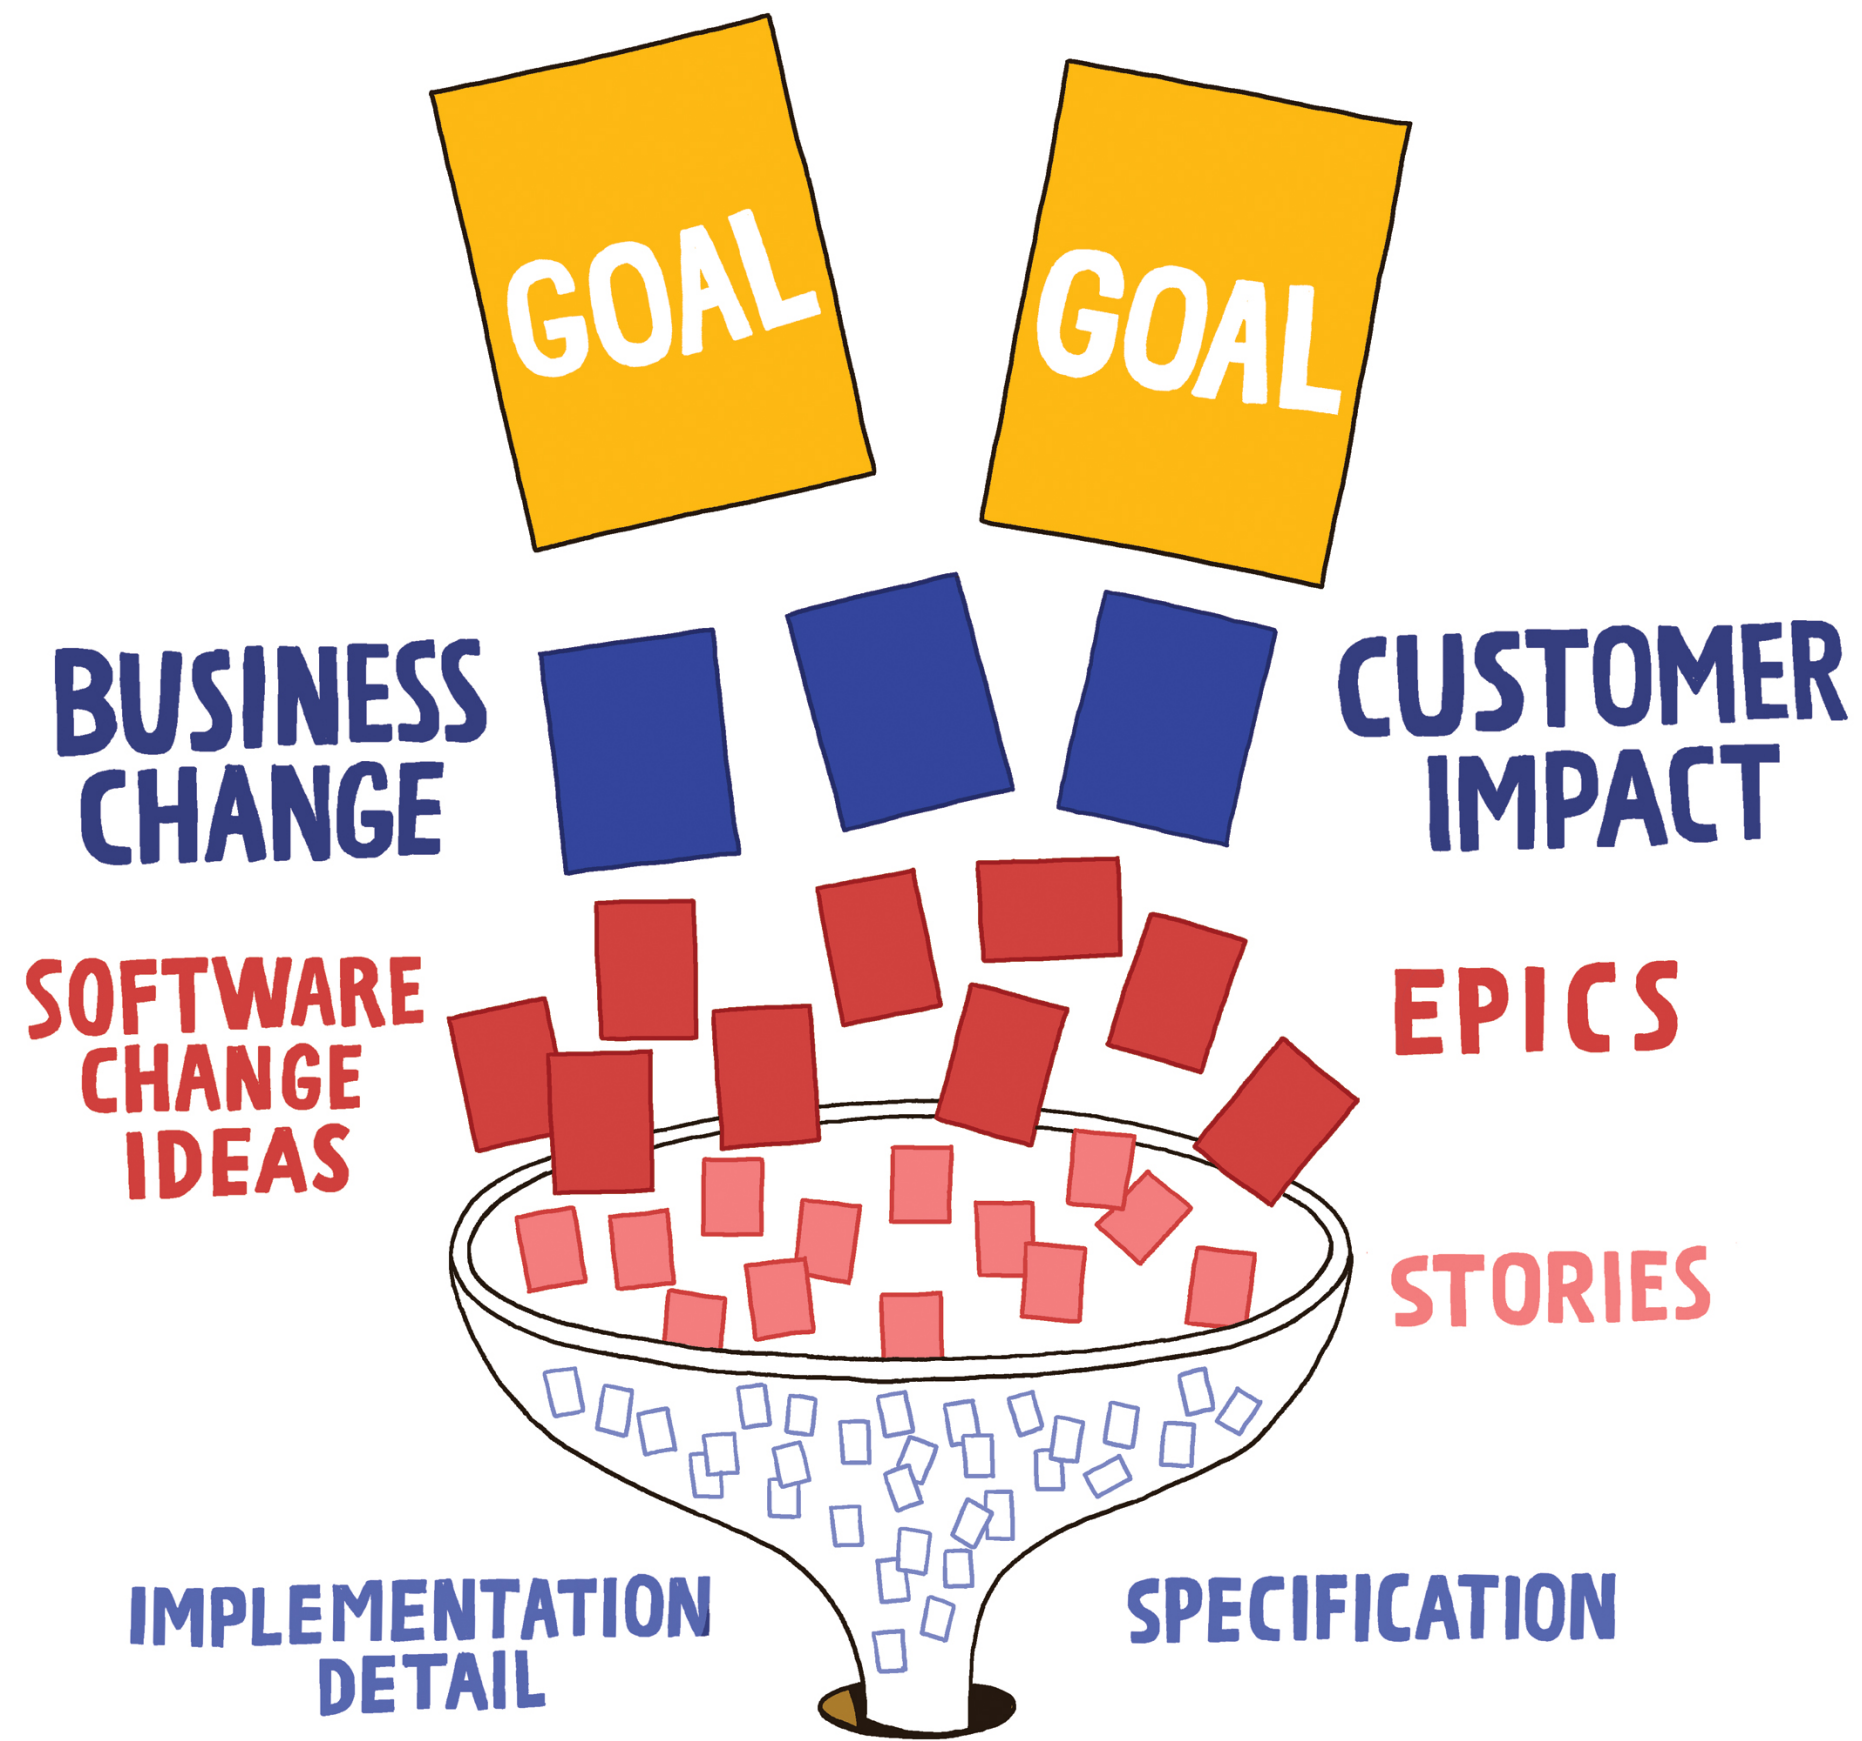 GOAL
GOAL
BUSINESS
CHANGE
CUSTOMER
IMPACT
SOFTWARE
CHANGE
IDEAS
EPICS
STORIES
IMPLEMENTATION
DETAIL
SPECIFICATION